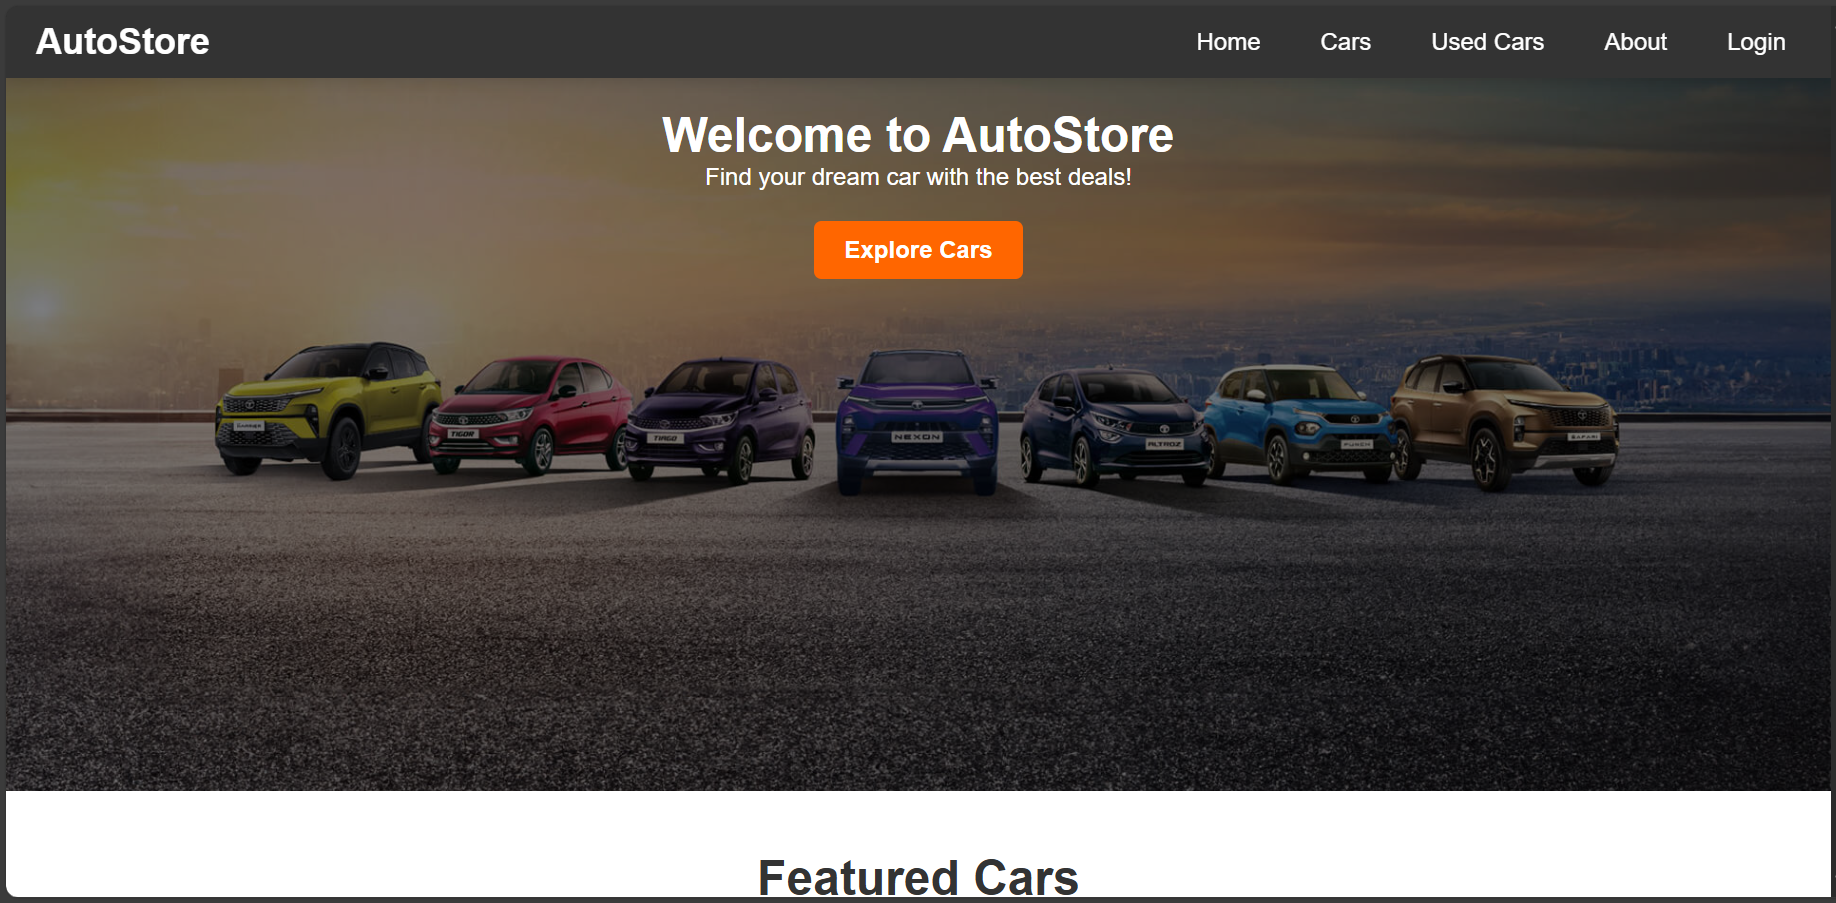 AutoStore
Home Cars Used Cars About Login
Welcome to AutoStore
Find your dream car with the best deals!
Explore Cars
TIGOR
TIAGO
NEXON
ALTROZ
PUNCH
SAFARI
Featured Cars